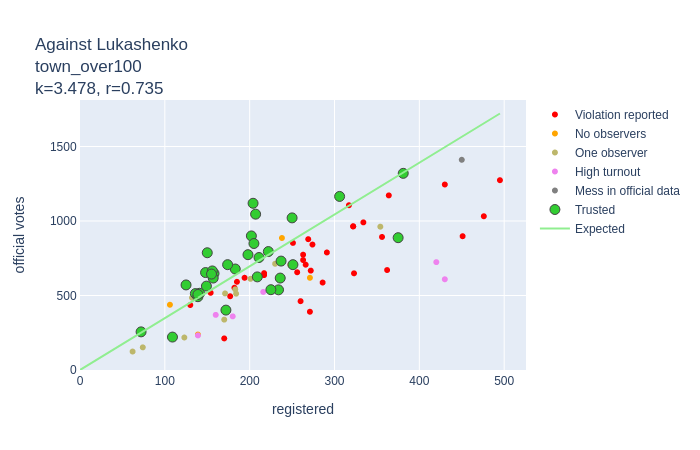 Against Lukashenko
town_over100
k=3.478, r=0.735
1500
1000
500
0
0
100
200
300
400
500
official votes
registered
Violation reported
No observers
One observer
High turnout
Mess in official data
Trusted
Expected